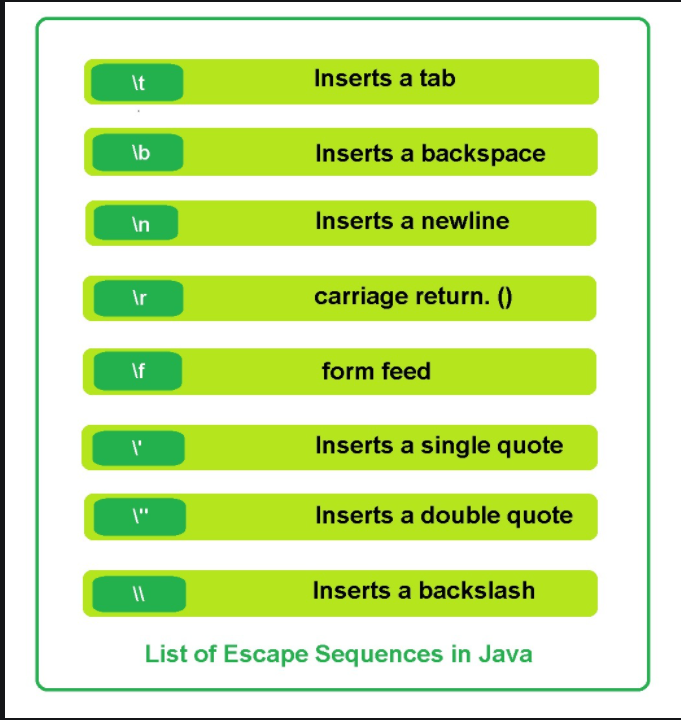 \t Inserts a tab
\b Inserts a backspace
\n Inserts a newline
\r carriage return. ()
\f form feed
\' Inserts a single quote
\" Inserts a double quote
\\ Inserts a backslash
List of Escape Sequences in Java